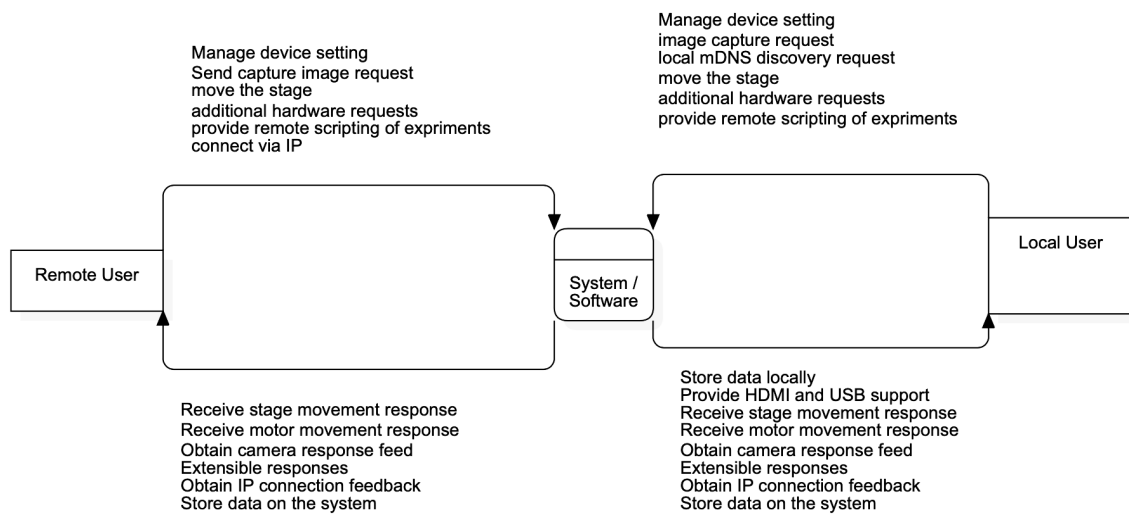 Manage device setting
Send capture image request
move the stage
additional hardware requests
provide remote scripting of expriments
connect via IP
Manage device setting
image capture request
local mDNS discovery request
move the stage
additional hardware requests
provide remote scripting of expriments
Remote User
System /
Software
Local User
Receive stage movement response
Receive motor movement response
Obtain camera response feed
Extensible responses
Obtain IP connection feedback
Store data on the system
Store data locally
Provide HDMI and USB support
Receive stage movement response
Receive motor movement response
Obtain camera response feed
Extensible responses
Obtain IP connection feedback
Store data on the system